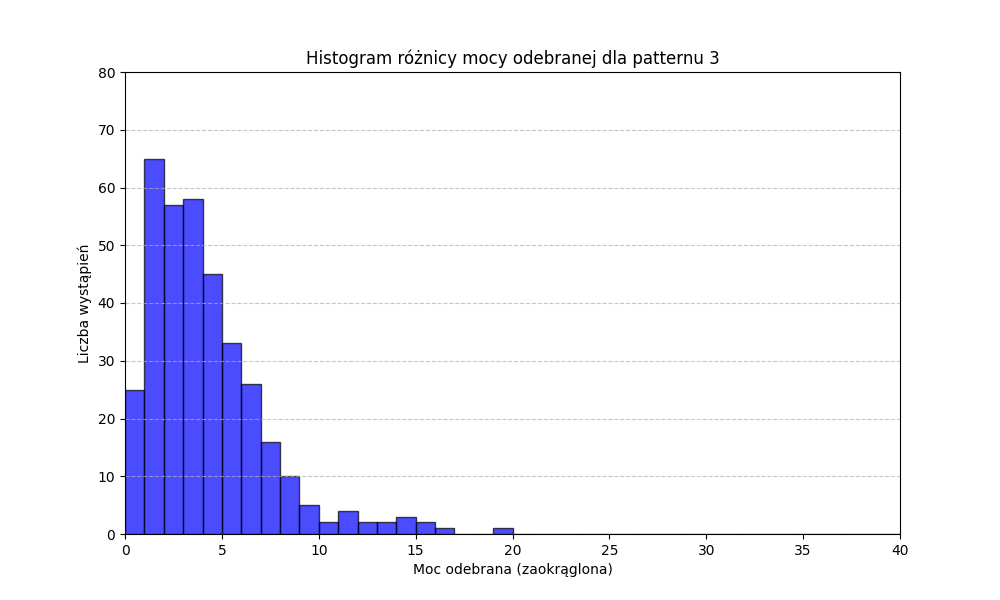 Histogram różnicy mocy odebranej dla patternu 3
80
70
60
50
40
30
20
10
0
Liczba wystąpień
0 5 10 15 20 25 30 35 40
Moc odebrana (zaokrąglona)